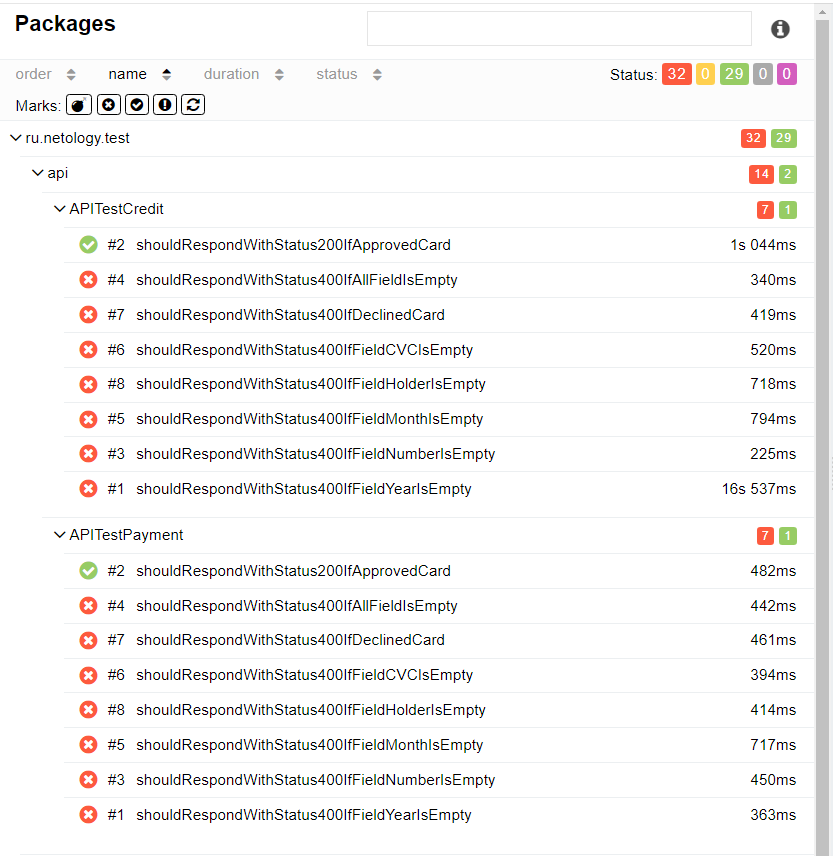 Packages
order name duration status Status: 32 0 29 0 0
Marks:
ru.netology.test 32 29
api 14 2
APITestCredit 7 1
#2 shouldRespondWithStatus200IfApprovedCard 1s 044ms
#4 shouldRespondWithStatus400IfAllFieldIsEmpty 340ms
#7 shouldRespondWithStatus400IfDeclinedCard 419ms
#6 shouldRespondWithStatus400IfFieldCVCIsEmpty 520ms
#8 shouldRespondWithStatus400IfFieldHolderIsEmpty 718ms
#5 shouldRespondWithStatus400IfFieldMonthIsEmpty 794ms
#3 shouldRespondWithStatus400IfFieldNumberIsEmpty 225ms
#1 shouldRespondWithStatus400IfFieldYearIsEmpty 16s 537ms
APITestPayment 7 1
#2 shouldRespondWithStatus200IfApprovedCard 482ms
#4 shouldRespondWithStatus400IfAllFieldIsEmpty 442ms
#7 shouldRespondWithStatus400IfDeclinedCard 461ms
#6 shouldRespondWithStatus400IfFieldCVCIsEmpty 394ms
#8 shouldRespondWithStatus400IfFieldHolderIsEmpty 414ms
#5 shouldRespondWithStatus400IfFieldMonthIsEmpty 717ms
#3 shouldRespondWithStatus400IfFieldNumberIsEmpty 450ms
#1 shouldRespondWithStatus400IfFieldYearIsEmpty 363ms